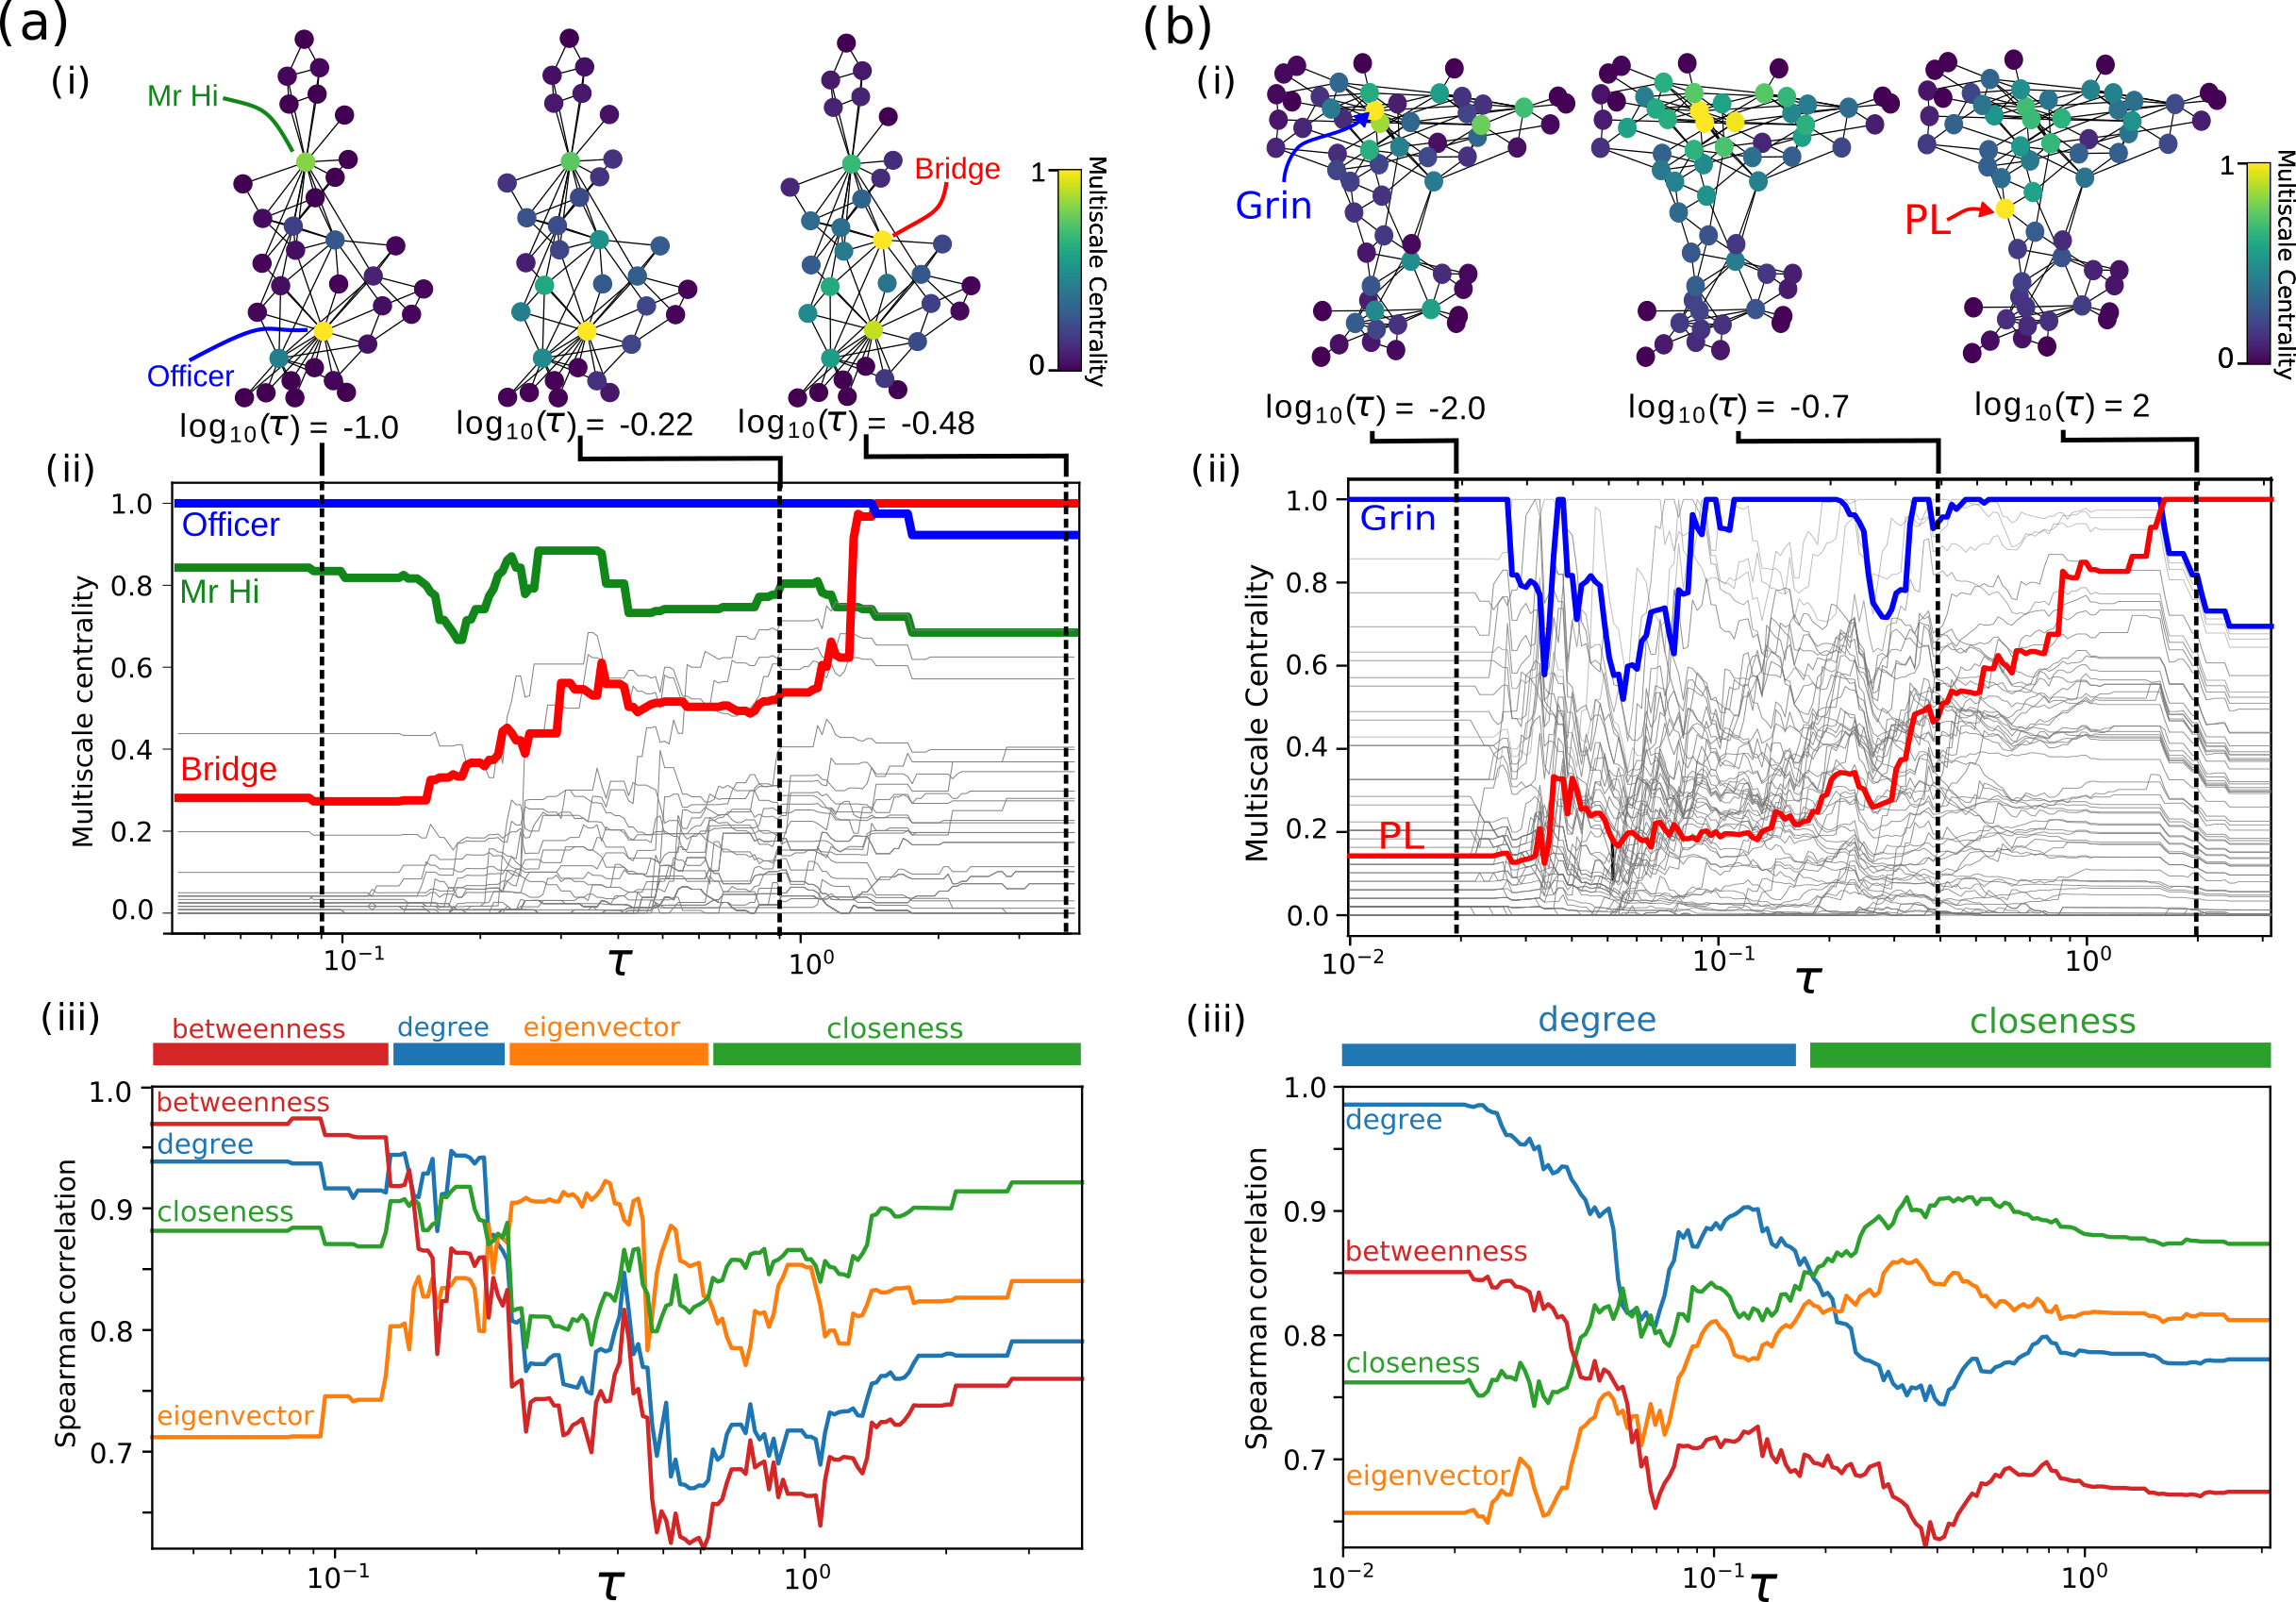 (a)
(i)
Mr Hi
Officer
Bridge
1
0
Multiscale Centrality
log10(τ) = -1.0
log10(τ) = -0.22
log10(τ) = -0.48
(ii)
Multiscale centrality
1.0
0.8
0.6
0.4
0.2
0.0
Officer
Mr Hi
Bridge
10⁻¹
τ
10⁰
(iii)
betweenness
degree
eigenvector
closeness
Spearman correlation
1.0
0.9
0.8
0.7
betweenness
degree
closeness
eigenvector
10⁻¹
τ
10⁰
(b)
(i)
Grin
PL
1
0
Multiscale Centrality
log10(τ) = -2.0
log10(τ) = -0.7
log10(τ) = 2
(ii)
Multiscale Centrality
1.0
0.8
0.6
0.4
0.2
0.0
Grin
PL
10⁻²
10⁻¹
τ
10⁰
(iii)
degree
closeness
Spearman correlation
1.0
0.9
0.8
0.7
degree
betweenness
closeness
eigenvector
10⁻²
10⁻¹
τ
10⁰